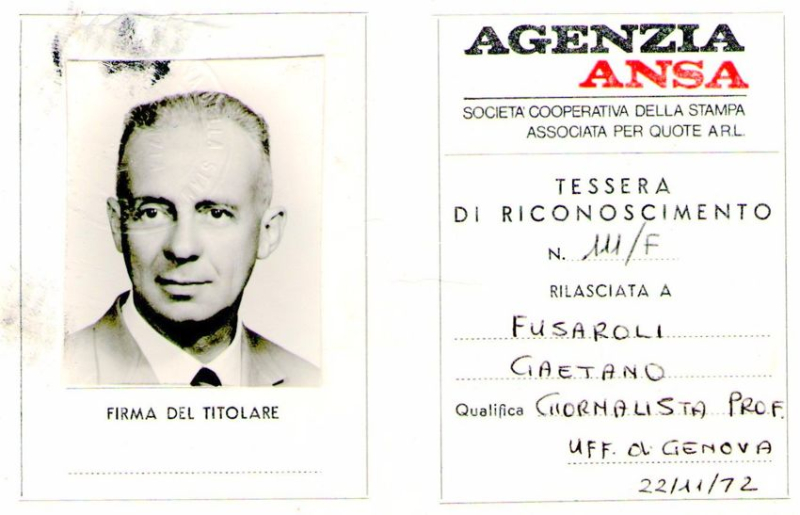 FIRMA DEL TITOLARE
AGENZIA
ANSA
SOCIETA' COOPERATIVA DELLA STAMPA
ASSOCIATA PER QUOTE A R.L.
TESSERA
DI RICONOSCIMENTO
N. 111/F
RILASCIATA A
FUSAROLI
GAETANO
Qualifica GIORNALISTA PROF.
UFF. di GENOVA
22/11/72